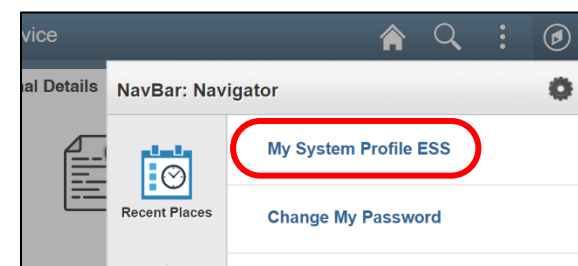 vice
al Details
NavBar: Navigator
My System Profile ESS
Recent Places
Change My Password